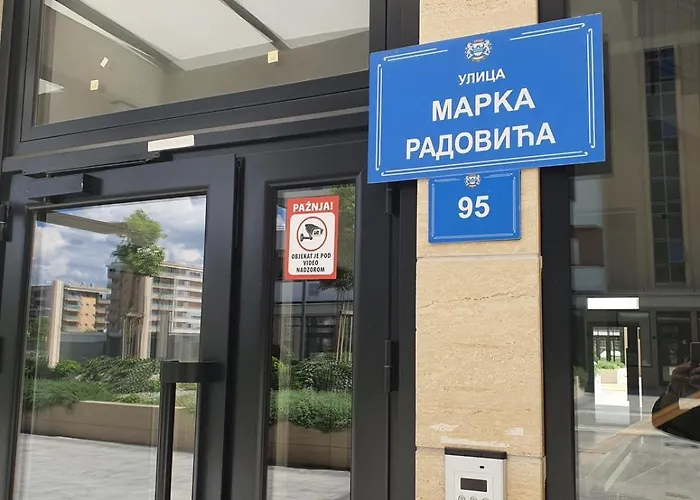 УЛИЦА
МАРКА
РАДОВИЋА
95
PAŽNJA!
OBJEKAT JE POD
VIDEO
NADZOROM